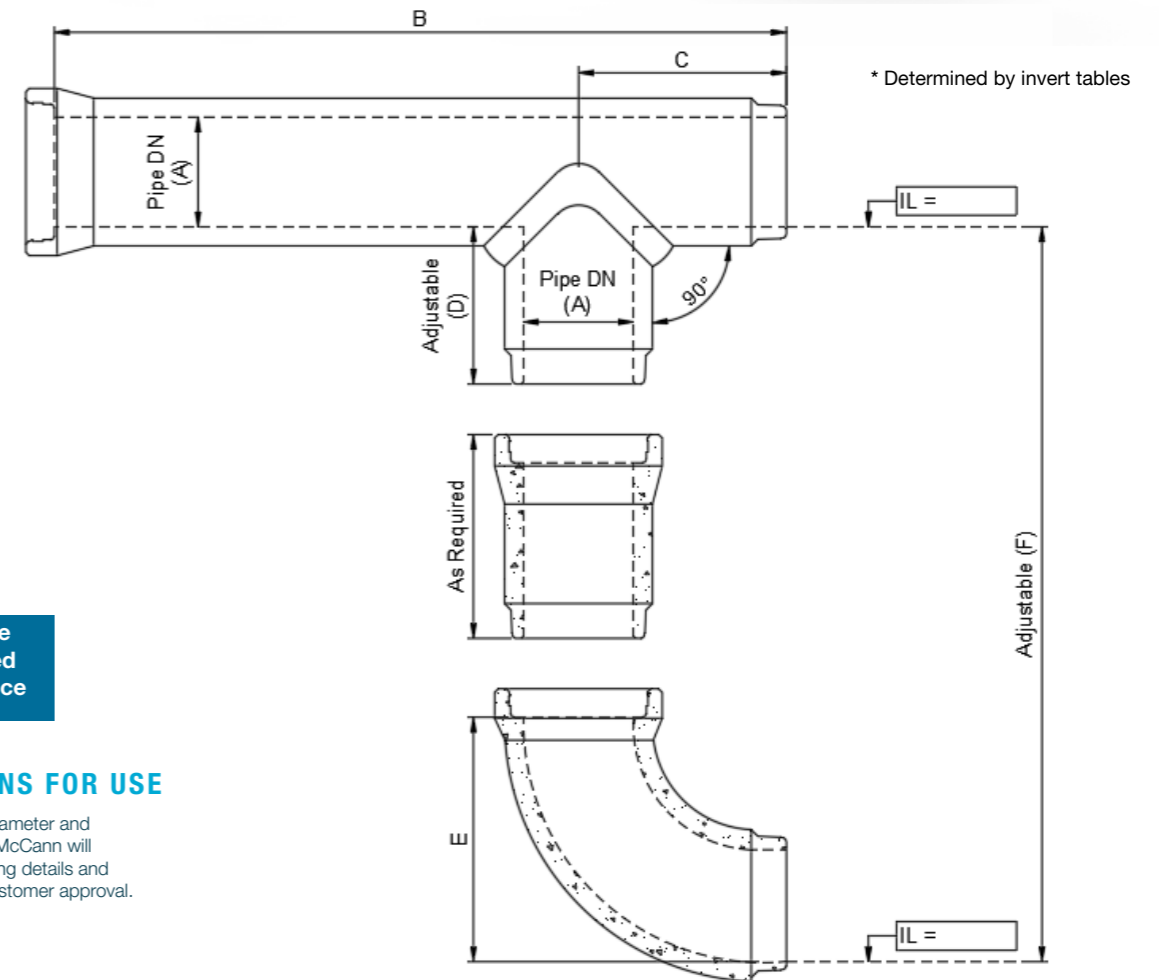 B
C
* Determined by invert tables
Pipe DN
(A)
IL =
Adjustable
(D)
Pipe DN
(A)
90°
As Required
Adjustable (F)
E
IL =
NS FOR USE
ameter and
McCann will
ng details and
stomer approval.
e
ed
ce